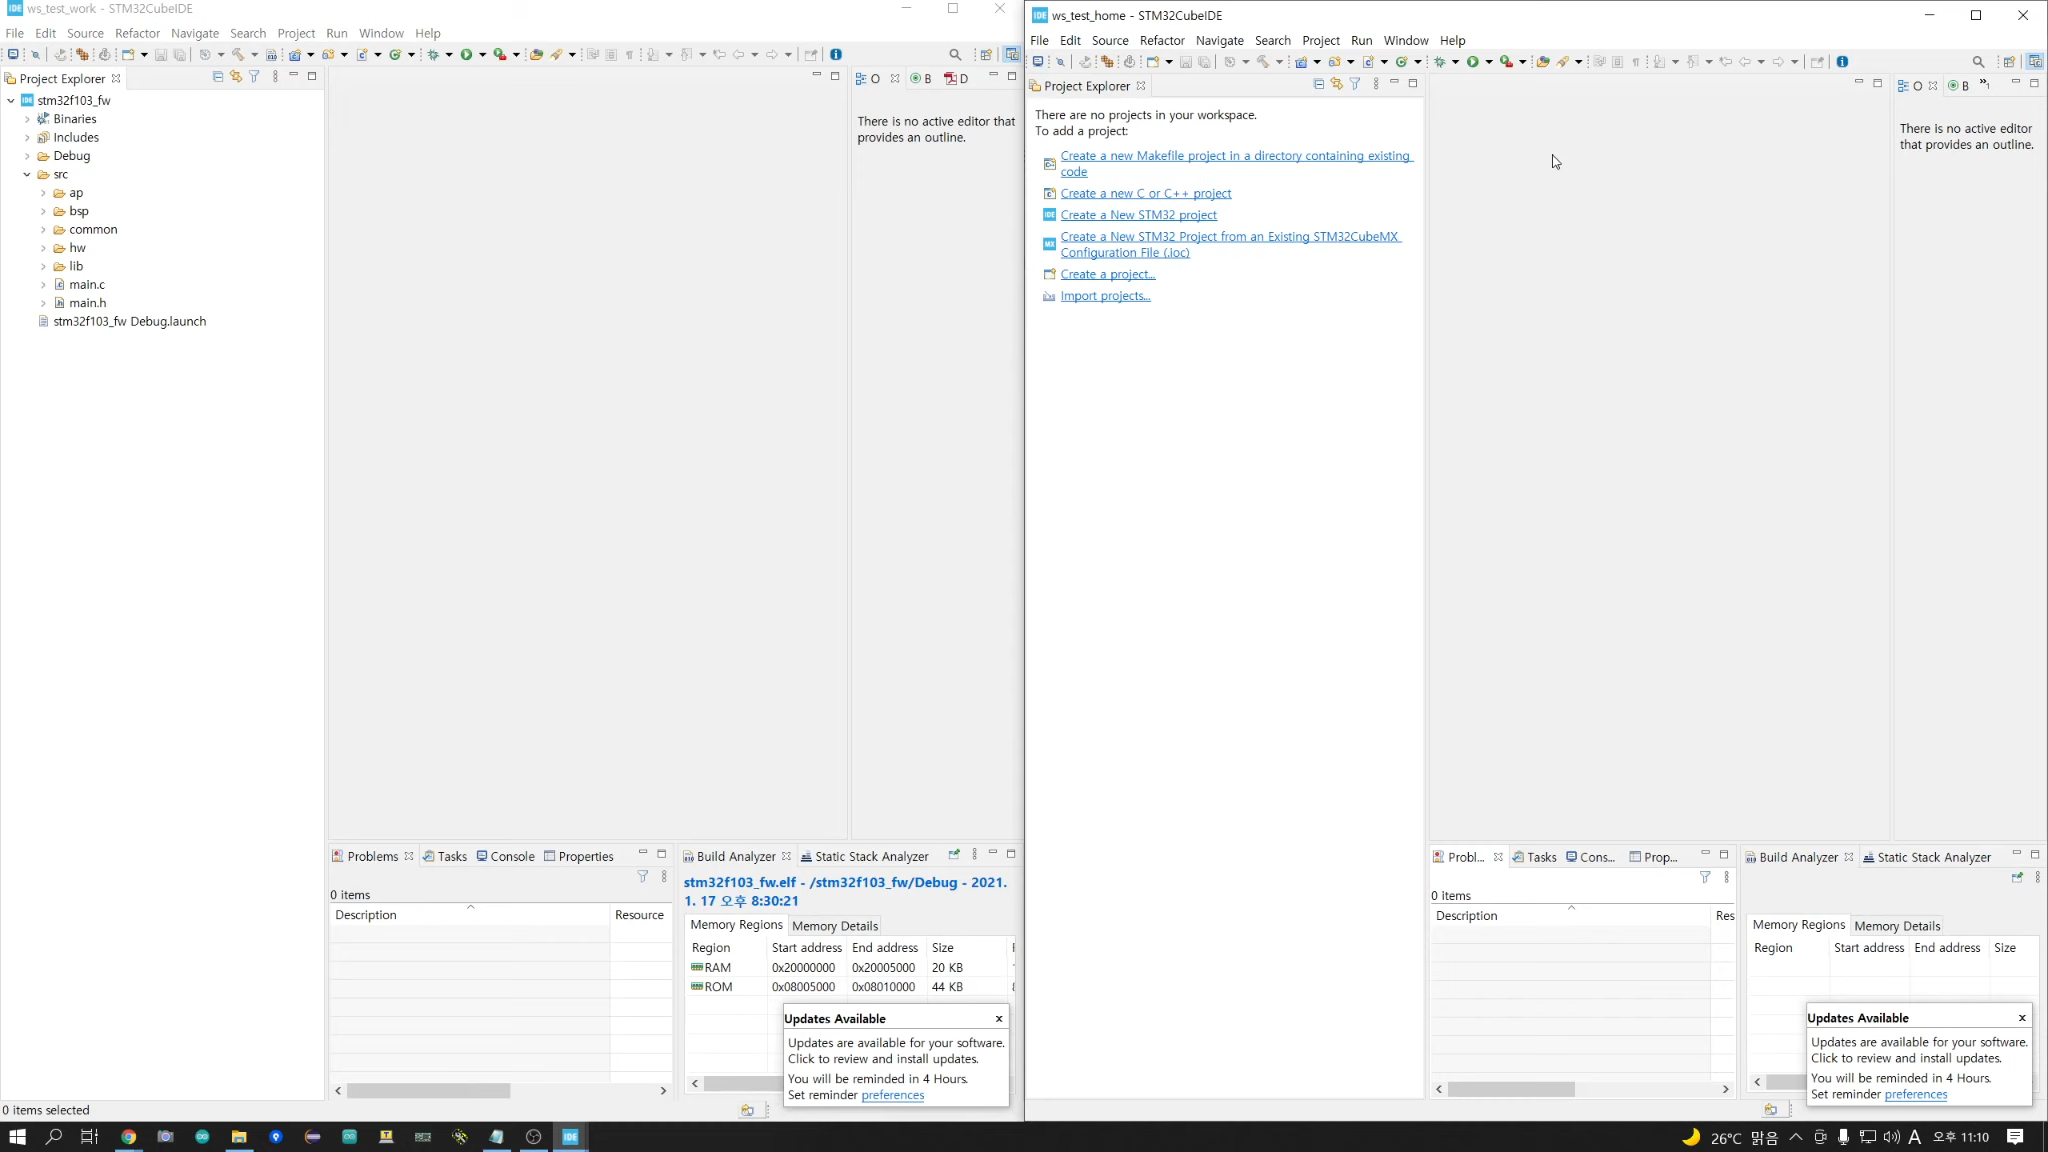 ws_test_work - STM32CubeIDE
File Edit Source Refactor Navigate Search Project Run Window Help
Project Explorer
stm32f103_fw
Binaries
Includes
Debug
src
ap
bsp
common
hw
lib
main.c
main.h
stm32f103_fw Debug.launch
O B D
There is no active editor that
provides an outline.
Problems Tasks Console Properties
0 items
Description Resource
Build Analyzer Static Stack Analyzer
stm32f103_fw.elf - /stm32f103_fw/Debug - 2021.
1. 17 오후 8:30:21
Memory Regions Memory Details
Region Start address End address Size
RAM 0x20000000 0x20005000 20 KB
ROM 0x08005000 0x08010000 44 KB
Updates Available x
Updates are available for your software.
Click to review and install updates.
You will be reminded in 4 Hours.
Set reminder preferences
0 items selected
ws_test_home - STM32CubeIDE
File Edit Source Refactor Navigate Search Project Run Window Help
Project Explorer
There are no projects in your workspace.
To add a project:
Create a new Makefile project in a directory containing existing
code
Create a new C or C++ project
Create a New STM32 project
Create a New STM32 Project from an Existing STM32CubeMX
Configuration File (.ioc)
Create a project...
Import projects...
O B
There is no active editor
that provides an outline.
Probl... Tasks Cons... Prop...
0 items
Description Res
Build Analyzer Static Stack Analyzer
Memory Regions Memory Details
Region Start address End address Size
Updates Available x
Updates are available for your software.
Click to review and install updates.
You will be reminded in 4 Hours.
Set reminder preferences
26°C 맑음 A 오후 11:10